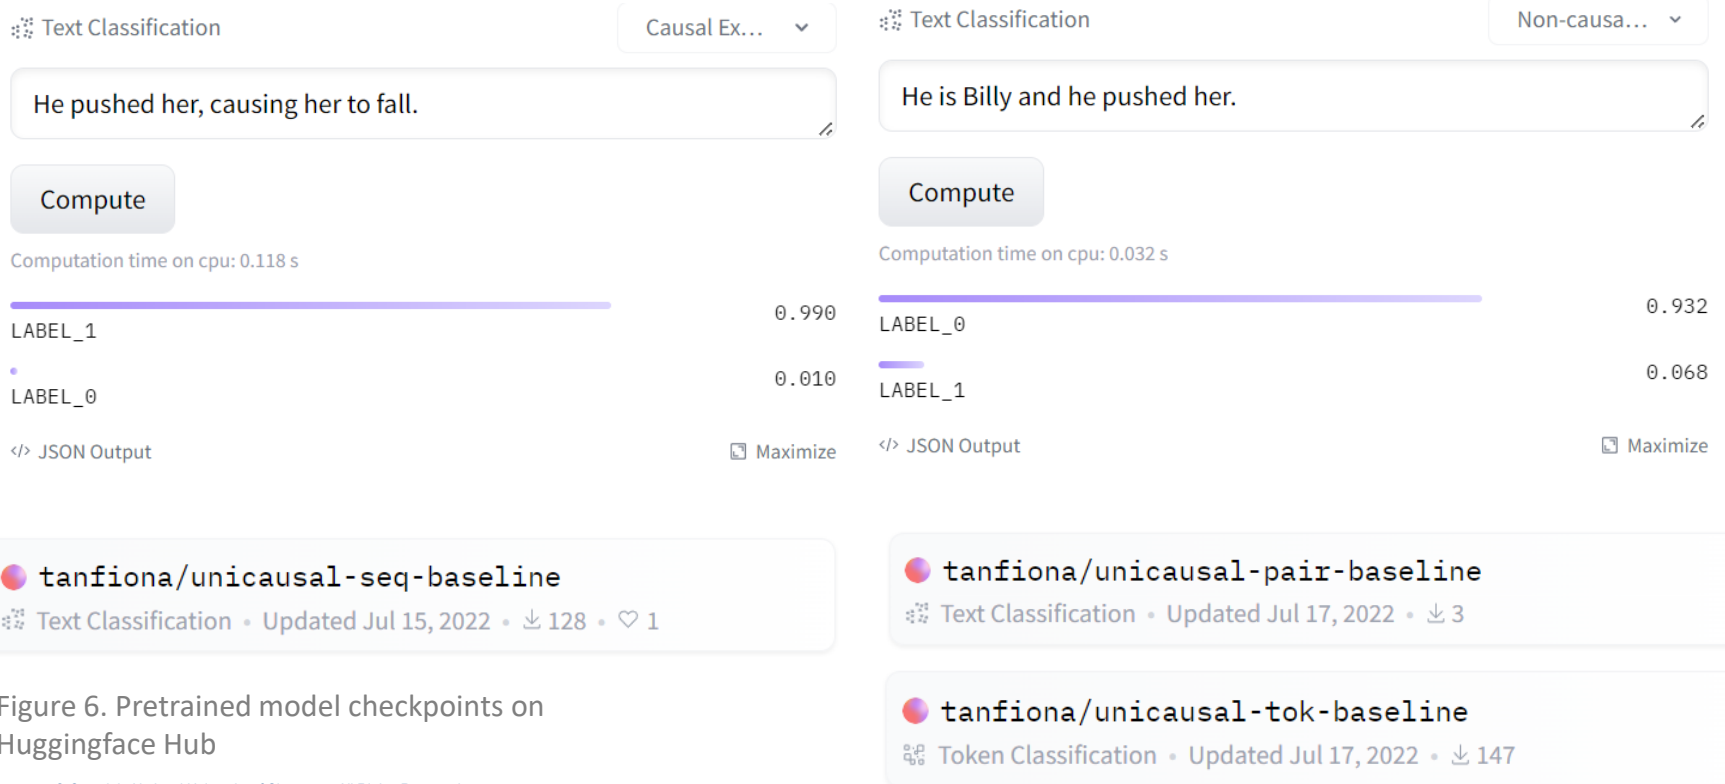 Text Classification
Causal Ex...
He pushed her, causing her to fall.
Compute
Computation time on cpu: 0.118 s
0.990
LABEL_1
0.010
LABEL_0
</> JSON Output
Maximize
Text Classification
Non-causa...
He is Billy and he pushed her.
Compute
Computation time on cpu: 0.032 s
0.932
LABEL_0
0.068
LABEL_1
</> JSON Output
Maximize
tanfiona/unicausal-seq-baseline
Text Classification • Updated Jul 15, 2022 • 128 • 1
tanfiona/unicausal-pair-baseline
Text Classification • Updated Jul 17, 2022 • 3
tanfiona/unicausal-tok-baseline
Token Classification • Updated Jul 17, 2022 • 147
Figure 6. Pretrained model checkpoints on
Huggingface Hub